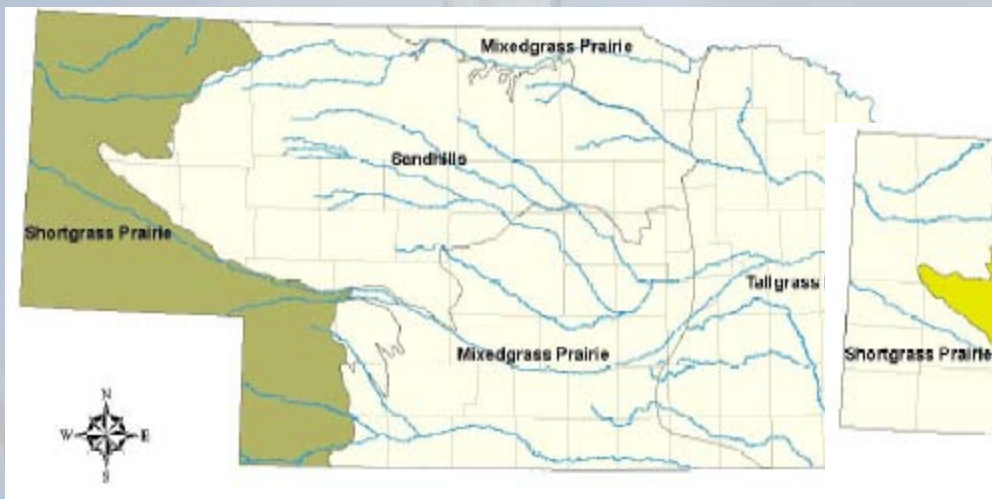 Mixedgrass Prairie
Sandhills
Shortgrass Prairie
Tallgrass
Mixedgrass Prairie
Shortgrass Prairie
N
W E
S